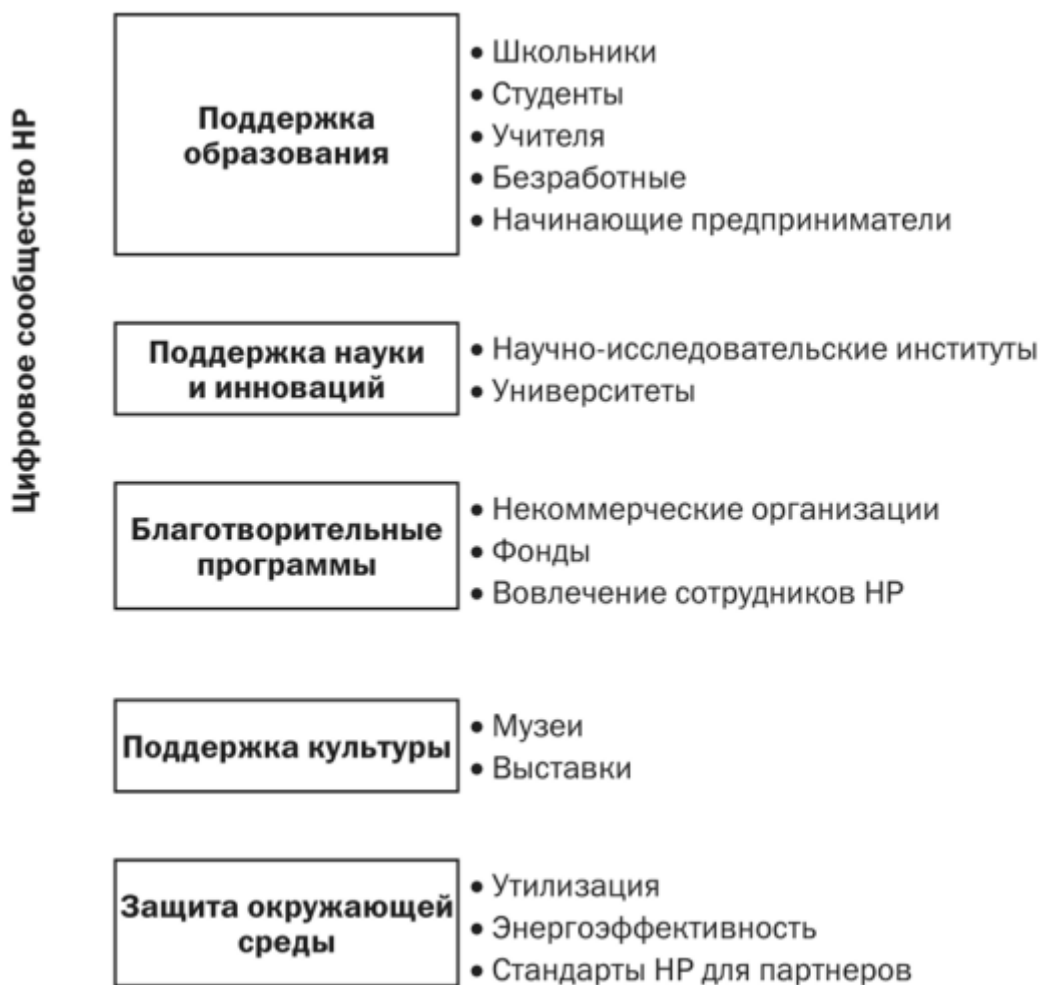 Цифровое сообщество HP
Поддержка
образования
• Школьники
• Студенты
• Учителя
• Безработные
• Начинающие предприниматели
Поддержка науки
и инноваций
• Научно-исследовательские институты
• Университеты
Благотворительные
программы
• Некоммерческие организации
• Фонды
• Вовлечение сотрудников HP
Поддержка культуры
• Музеи
• Выставки
Защита окружающей
среды
• Утилизация
• Энергоэффективность
• Стандарты HP для партнеров